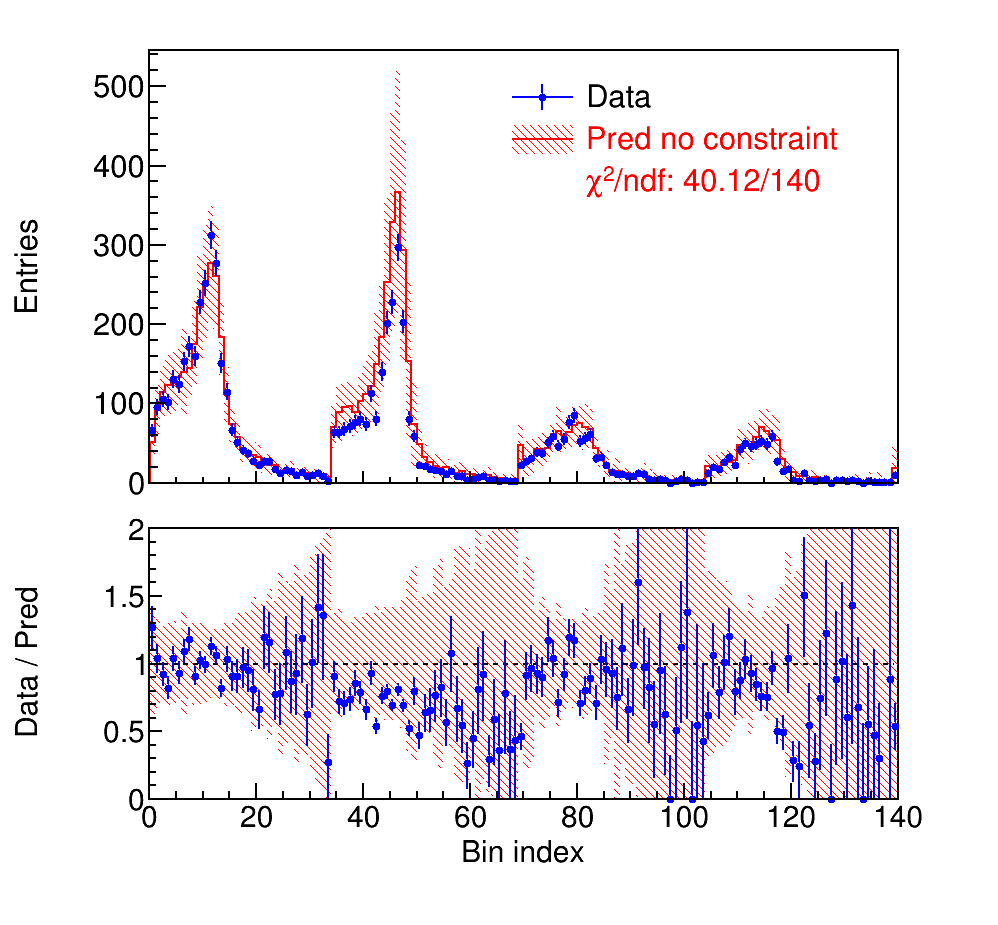 500
400
300
200
100
0
Entries
Data
Pred no constraint
χ²/ndf: 40.12/140
2
1.5
1
0.5
0
Data / Pred
0 20 40 60 80 100 120 140
Bin index